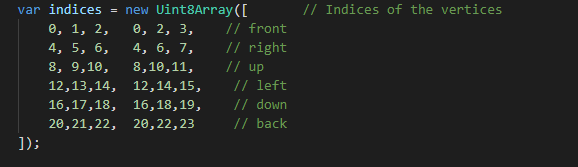 var indices = new Uint8Array([       // Indices of the vertices
    0, 1, 2,   0, 2, 3,    // front
    4, 5, 6,   4, 6, 7,    // right
    8, 9,10,   8,10,11,    // up
    12,13,14,  12,14,15,    // left
    16,17,18,  16,18,19,    // down
    20,21,22,  20,22,23     // back
]);